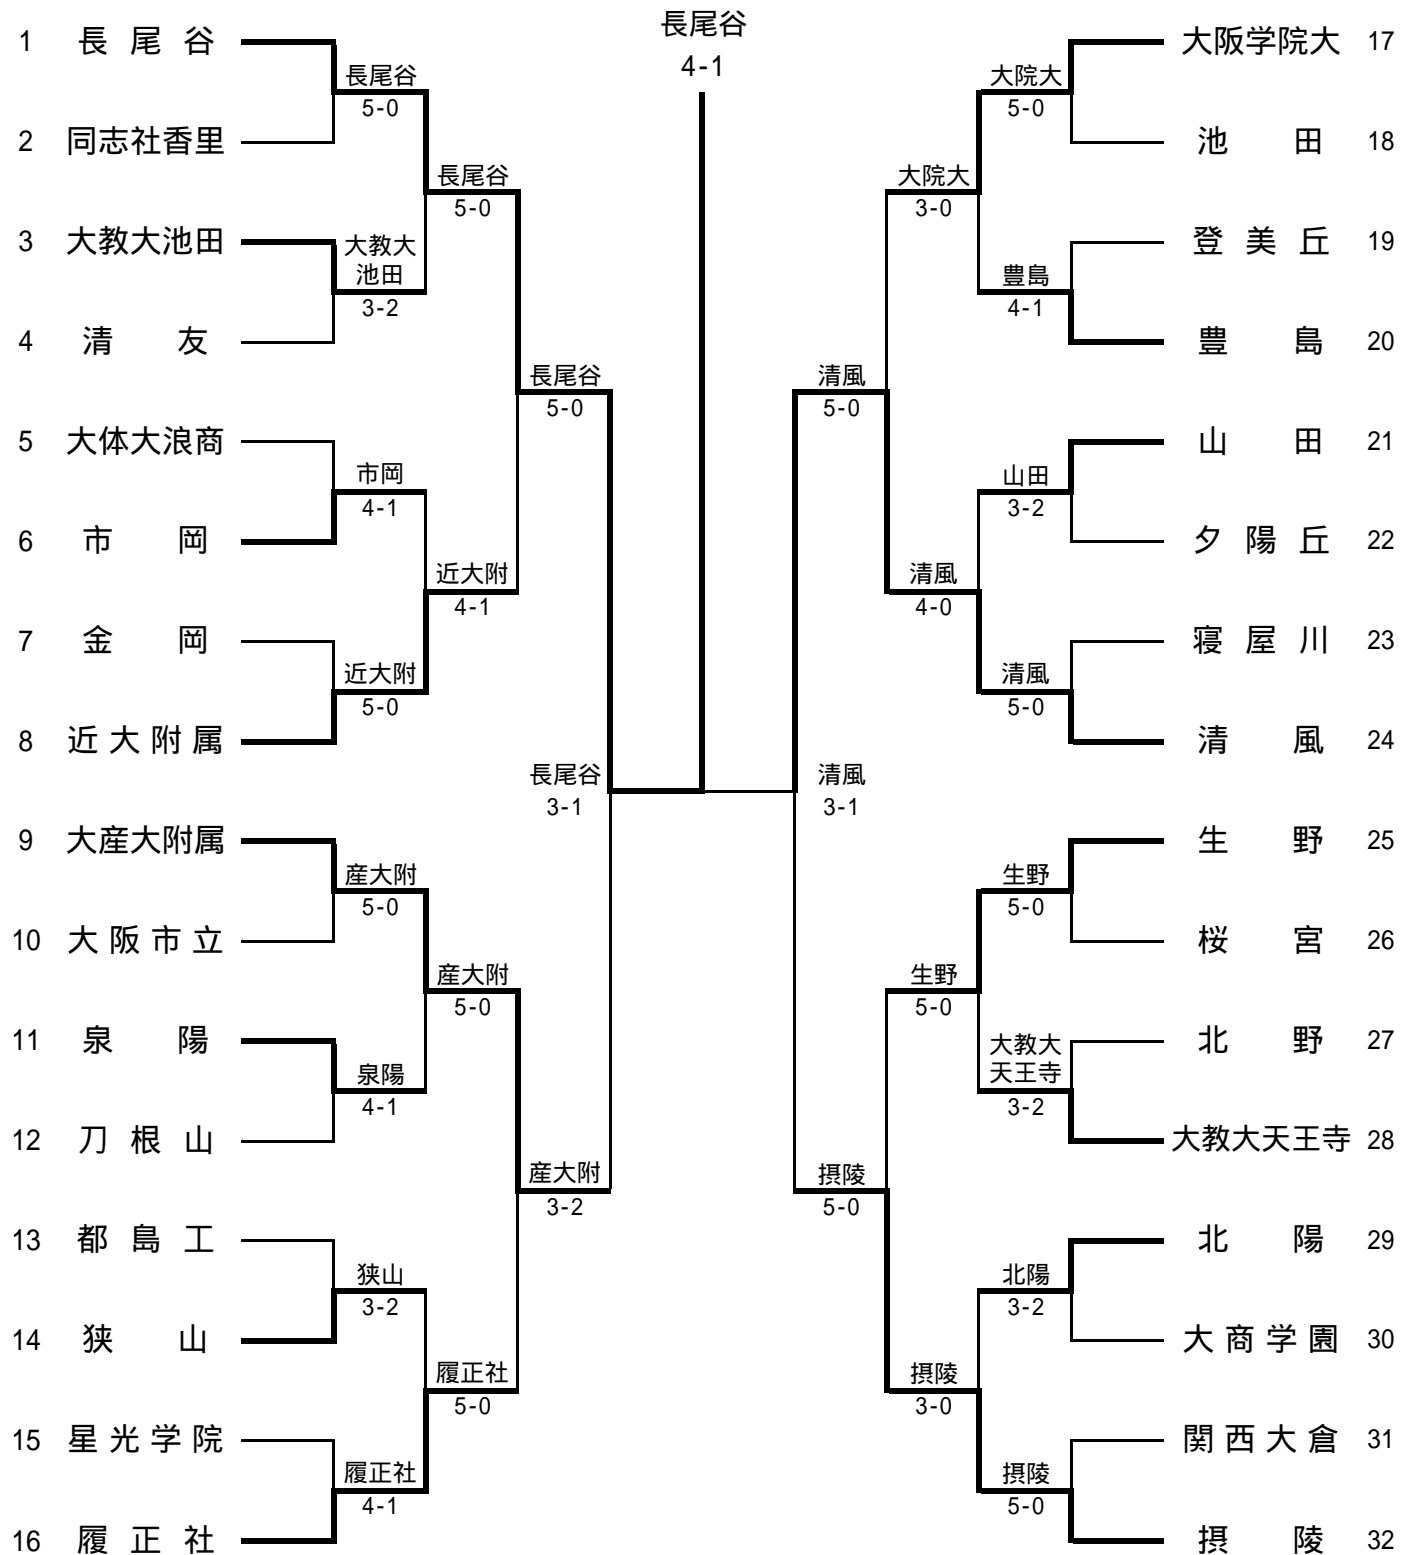 長尾谷
4-1
1 長尾谷
2 同志社香里
3 大教大池田
4 清友
5 大体大浪商
6 市岡
7 金岡
8 近大附属
9 大産大附属
10 大阪市立
11 泉陽
12 刀根山
13 都島工
14 狭山
15 星光学院
16 履正社
長尾谷
5-0
大教大
池田
3-2
市岡
4-1
近大附
5-0
産大附
5-0
泉陽
4-1
狭山
3-2
履正社
4-1
長尾谷
5-0
近大附
4-1
産大附
5-0
履正社
5-0
長尾谷
5-0
産大附
3-2
長尾谷
3-1
清風
3-1
清風
5-0
摂陵
5-0
大院大
3-0
清風
4-0
生野
5-0
摂陵
3-0
大院大
5-0
豊島
4-1
山田
3-2
清風
5-0
生野
5-0
大教大
天王寺
3-2
北陽
3-2
摂陵
5-0
大阪学院大 17
池田 18
登美丘 19
豊島 20
山田 21
夕陽丘 22
寝屋川 23
清風 24
生野 25
桜宮 26
北野 27
大教大天王寺 28
北陽 29
大商学園 30
関西大倉 31
摂陵 32